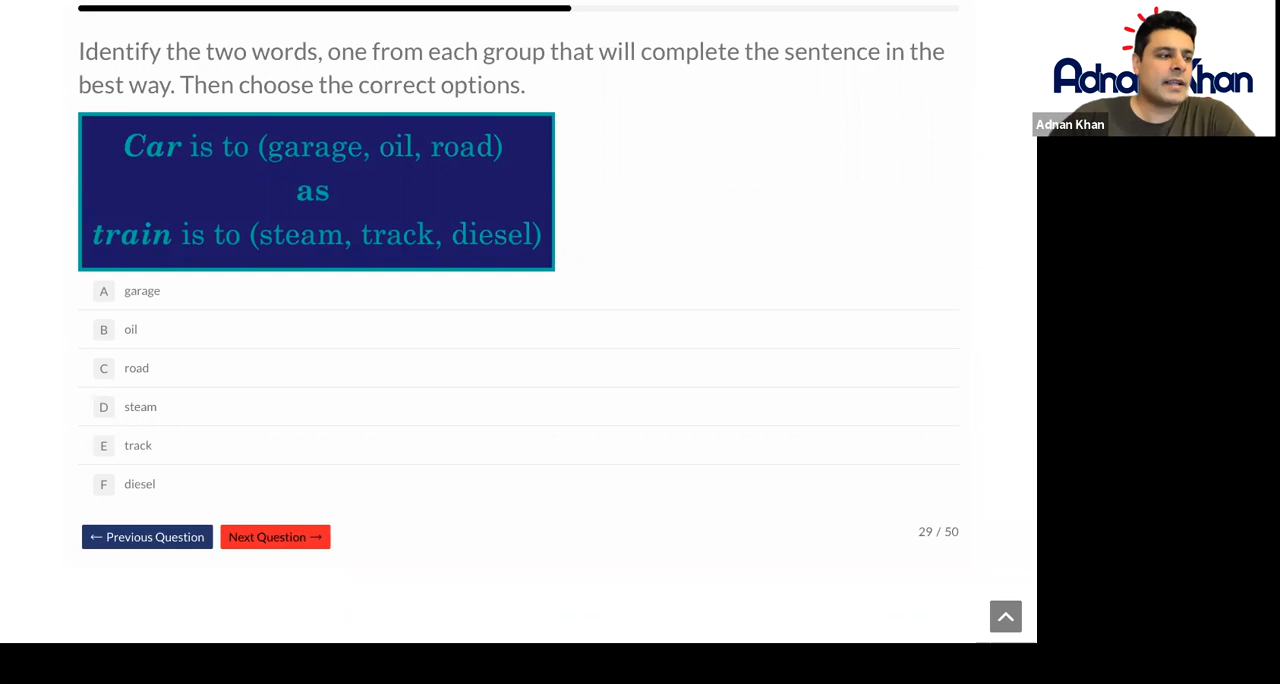 Identify the two words, one from each group that will complete the sentence in the
best way. Then choose the correct options.
Car is to (garage, oil, road)
as
train is to (steam, track, diesel)
A garage
B oil
C road
D steam
E track
F diesel
← Previous Question
Next Question →
29 / 50
Adna Khan
Adnan Khan